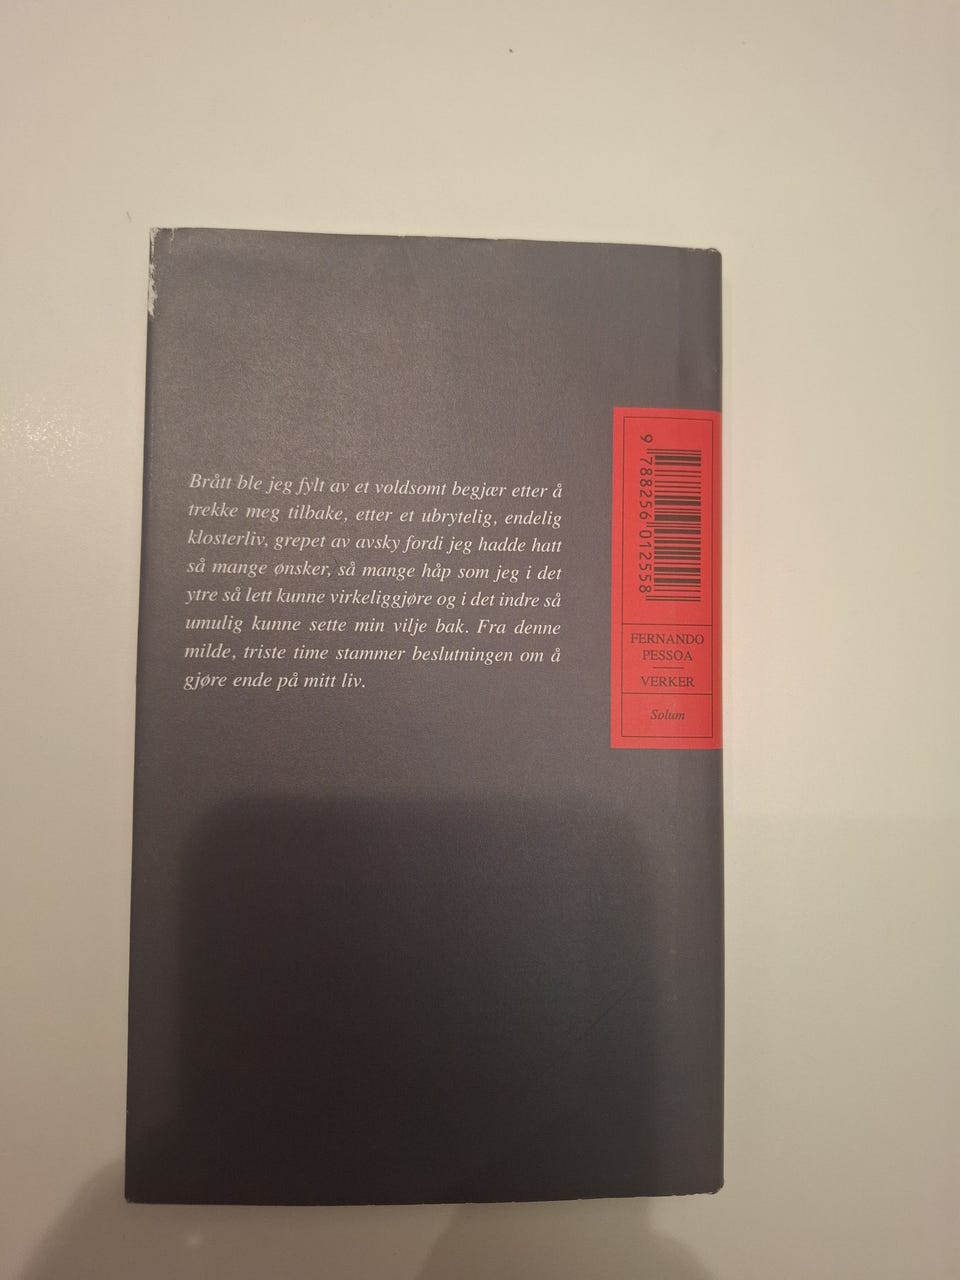 Brått ble jeg fylt av et voldsomt begjær etter å
trekke meg tilbake, etter et ubrytelig, endelig
klosterliv, grepet av avsky fordi jeg hadde hatt
så mange ønsker, så mange håp som jeg i det
ytre så lett kunne virkeliggjøre og i det indre så
umulig kunne sette min vilje bak. Fra denne
milde, triste time stammer beslutningen om å
gjøre ende på mitt liv.
9 788256 012558
FERNANDO
PESSOA
VERKER
Solum